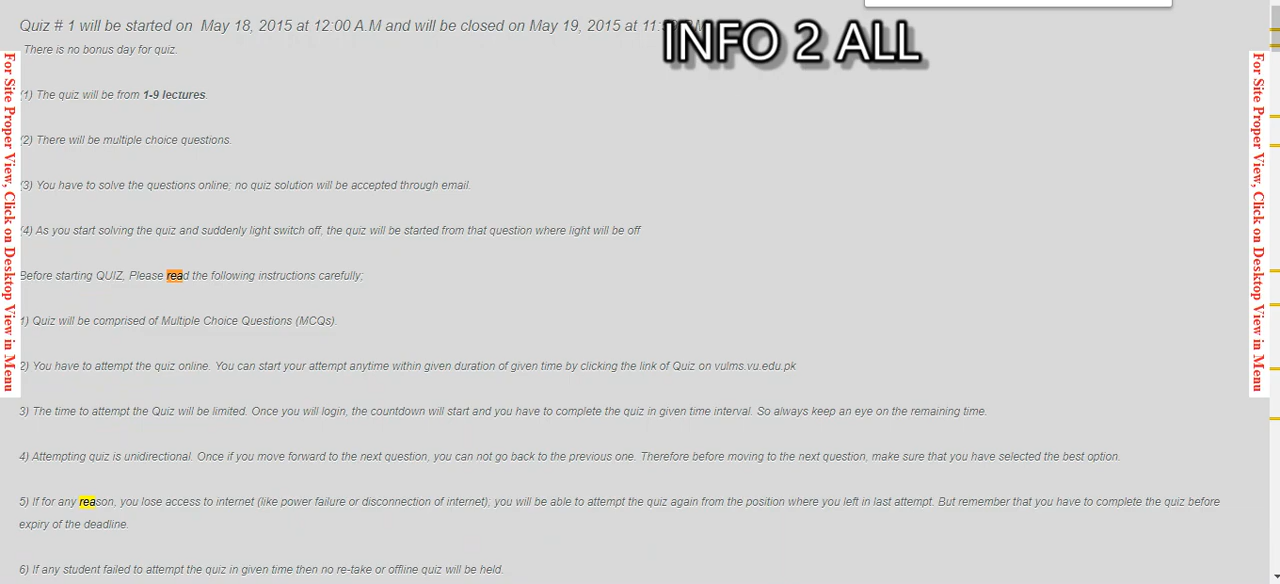 Quiz # 1 will be started on May 18, 2015 at 12:00 A.M and will be closed on May 19, 2015 at
INFO 2 ALL
There is no bonus day for quiz.
(1) The quiz will be from 1-9 lectures.
(2) There will be multiple choice questions.
(3) You have to solve the questions online; no quiz solution will be accepted through email.
(4) As you start solving the quiz and suddenly light switch off, the quiz will be started from that question where light will be off
Before starting QUIZ, Please read the following instructions carefully;
1) Quiz will be comprised of Multiple Choice Questions (MCQs).
2) You have to attempt the quiz online. You can start your attempt anytime within given duration of given time by clicking the link of Quiz on vulms.vu.edu.pk
3) The time to attempt the Quiz will be limited. Once you will login, the countdown will start and you have to complete the quiz in given time interval. So always keep an eye on the remaining time.
4) Attempting quiz is unidirectional. Once if you move forward to the next question, you can not go back to the previous one. Therefore before moving to the next question, make sure that you have selected the best option.
5) If for any reason, you lose access to internet (like power failure or disconnection of internet); you will be able to attempt the quiz again from the position where you left in last attempt. But remember that you have to complete the quiz before
expiry of the deadline.
6) If any student failed to attempt the quiz in given time then no re-take or offline quiz will be held.
For Site Proper View, Click on Desktop View in Menu
For Site Proper View, Click on Desktop View in Menu